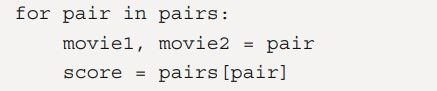 for pair in pairs:
    movie1, movie2 = pair
    score = pairs[pair]